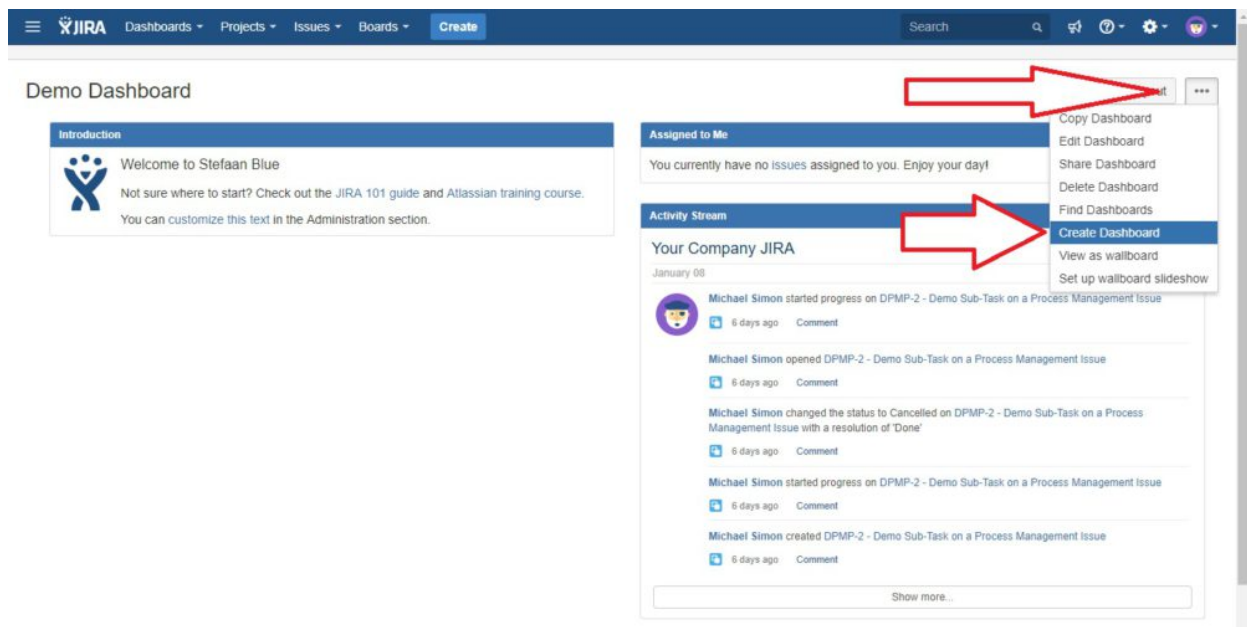 JIRA Dashboards Projects Issues Boards Create Search
Demo Dashboard
Introduction
Welcome to Stefaan Blue
Not sure where to start? Check out the JIRA 101 guide and Atlassian training course.
You can customize this text in the Administration section.
Assigned to Me
You currently have no issues assigned to you. Enjoy your day!
Activity Stream
Your Company JIRA
January 08
Michael Simon started progress on DPMP-2 - Demo Sub-Task on a Process Management Issue
6 days ago Comment
Michael Simon opened DPMP-2 - Demo Sub-Task on a Process Management Issue
6 days ago Comment
Michael Simon changed the status to Cancelled on DPMP-2 - Demo Sub-Task on a Process
Management Issue with a resolution of 'Done'
6 days ago Comment
Michael Simon started progress on DPMP-2 - Demo Sub-Task on a Process Management Issue
6 days ago Comment
Michael Simon created DPMP-2 - Demo Sub-Task on a Process Management Issue
6 days ago Comment
Show more...
Copy Dashboard
Edit Dashboard
Share Dashboard
Delete Dashboard
Find Dashboards
Create Dashboard
View as wallboard
Set up wallboard slideshow